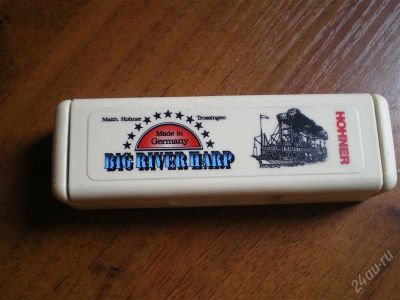 Matth. Hohner Trossingen
Made in
Germany
BIG RIVER HARP
HOHNER
24au.ru